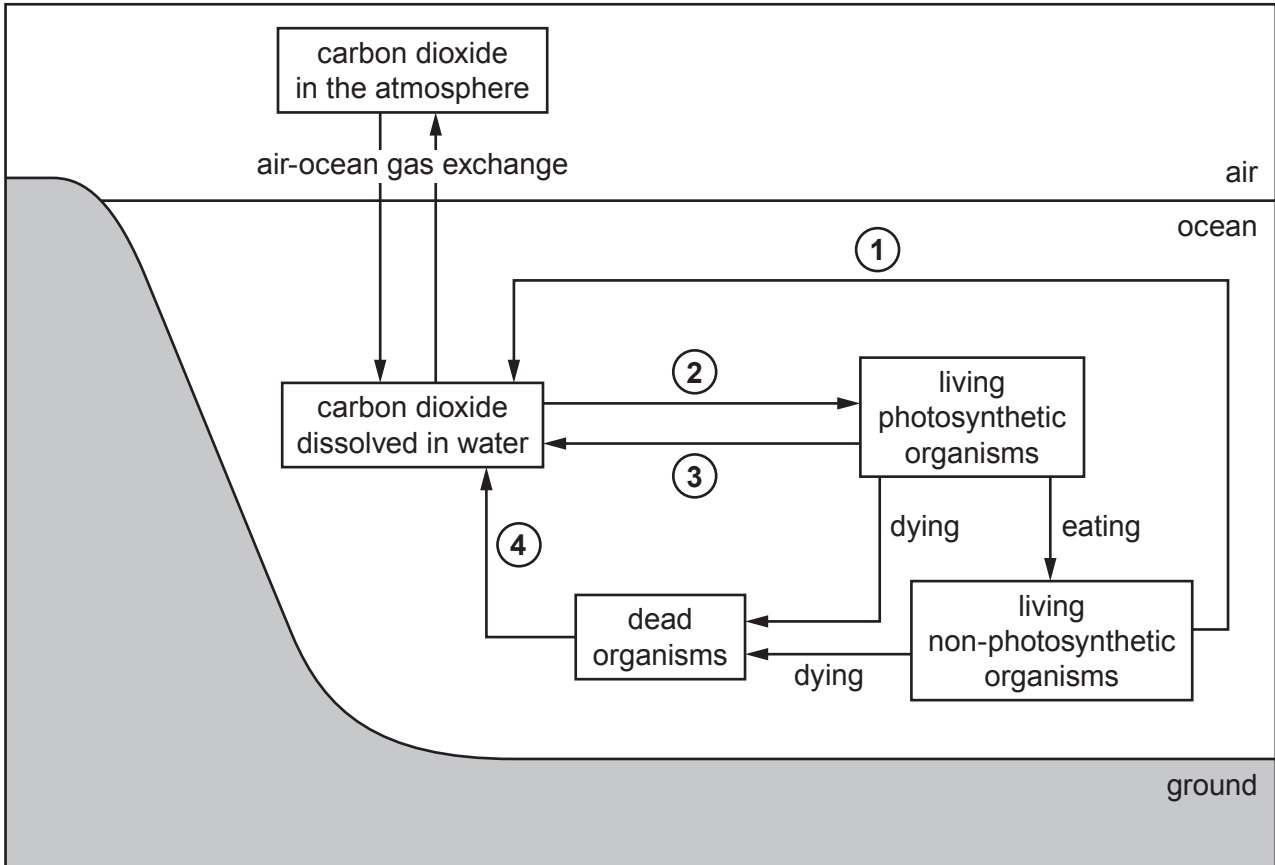 carbon dioxide
in the atmosphere
air-ocean gas exchange
air
ocean
1
2
carbon dioxide
dissolved in water
living
photosynthetic
organisms
3
4
dying
eating
dead
organisms
living
non-photosynthetic
organisms
dying
ground